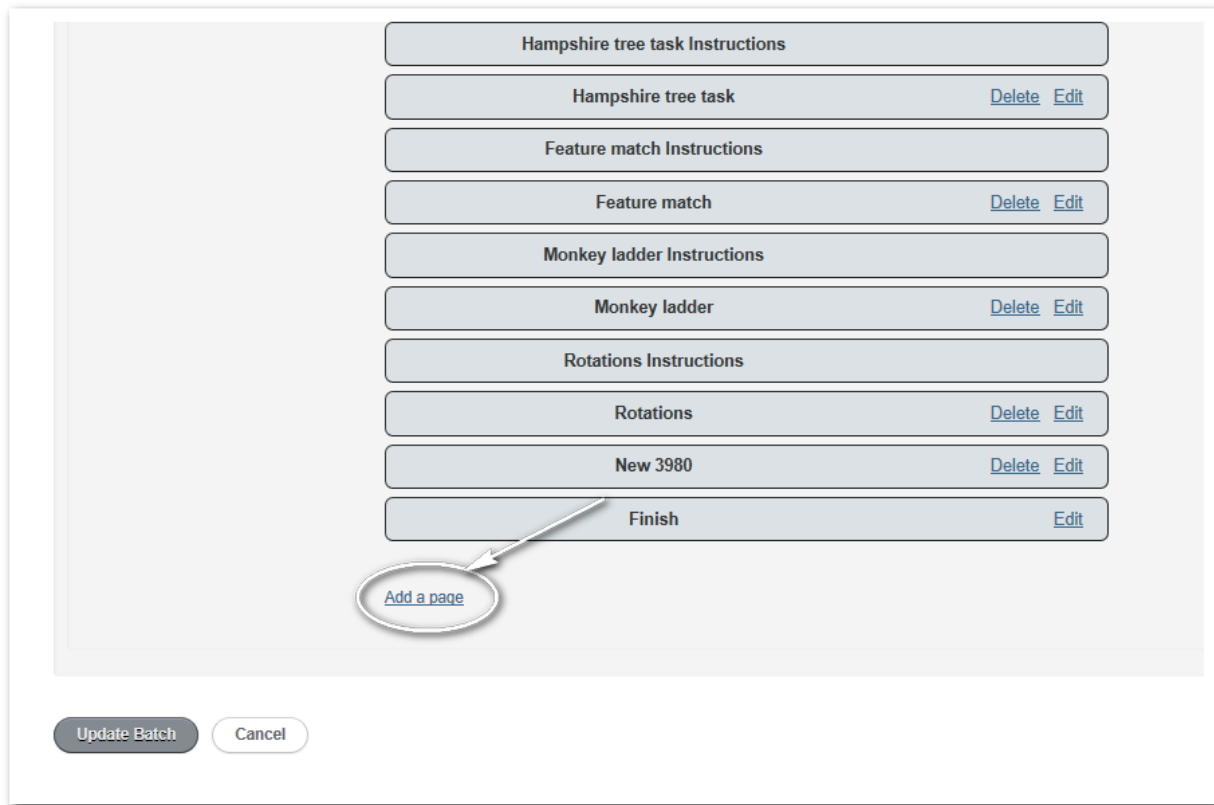 Hampshire tree task Instructions
Hampshire tree task Delete Edit
Feature match Instructions
Feature match Delete Edit
Monkey ladder Instructions
Monkey ladder Delete Edit
Rotations Instructions
Rotations Delete Edit
New 3980 Delete Edit
Finish Edit
Add a page
Update Batch Cancel